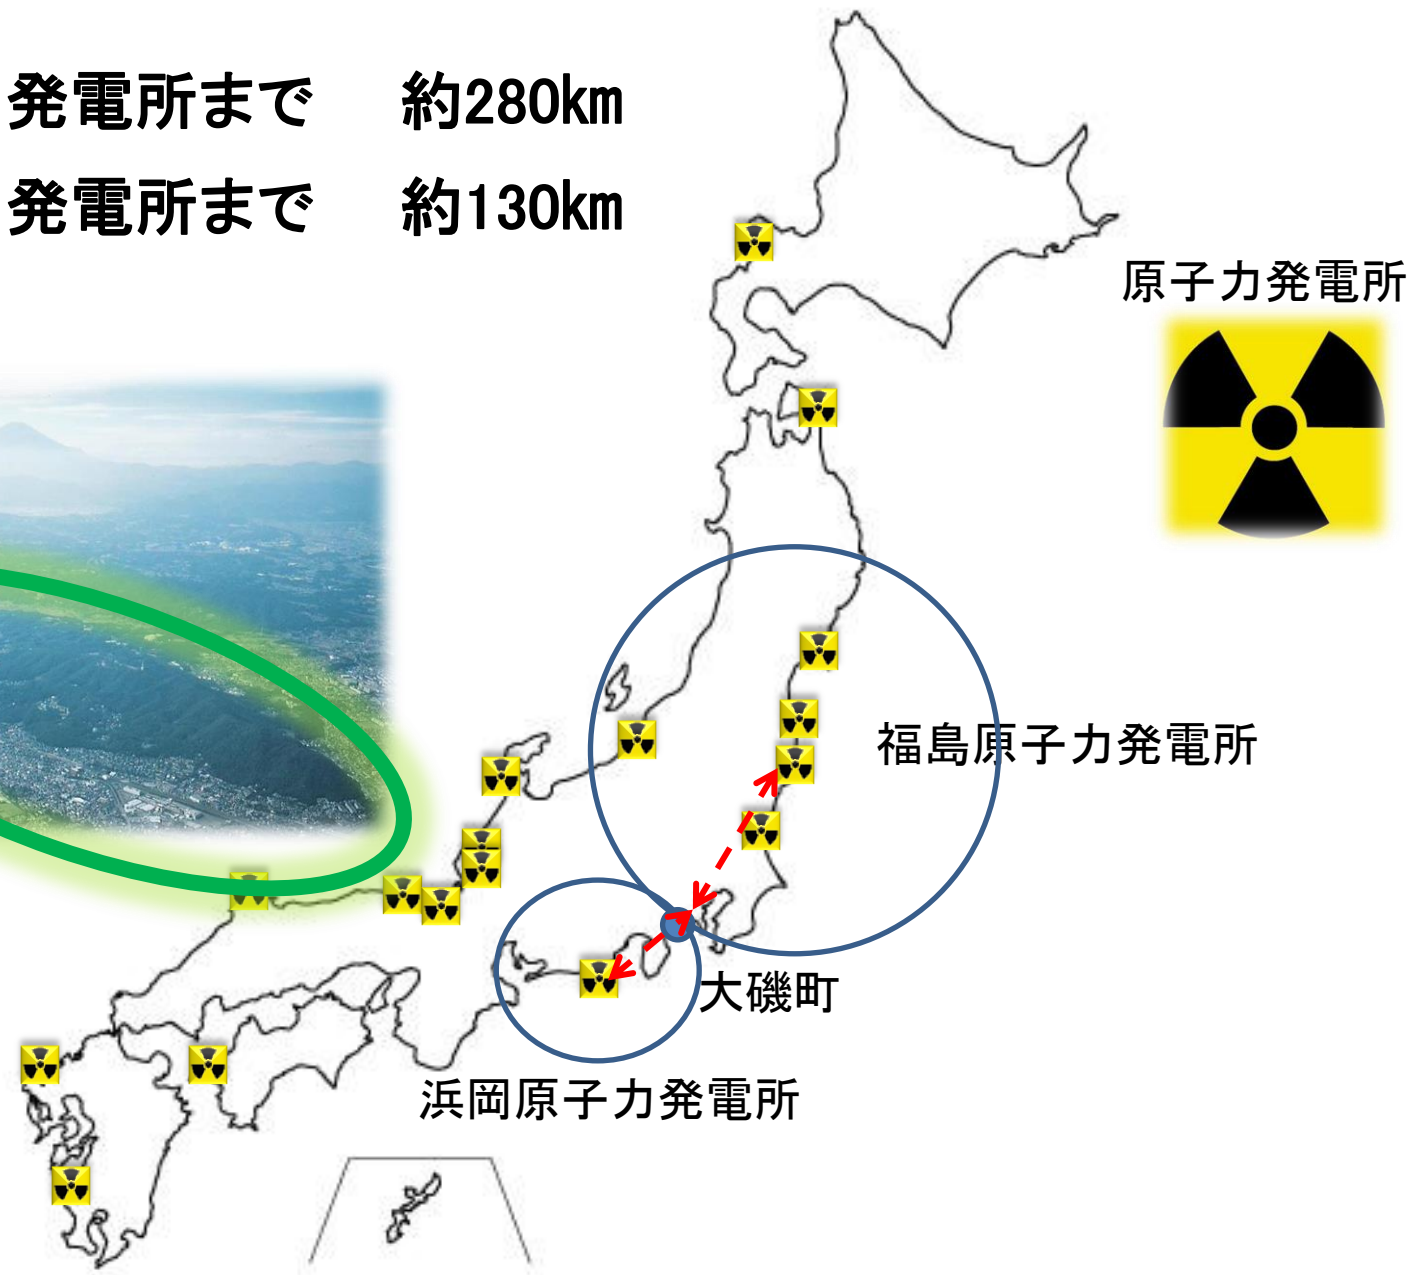 発電所まで 約280km
発電所まで 約130km
原子力発電所
福島原子力発電所
大磯町
浜岡原子力発電所